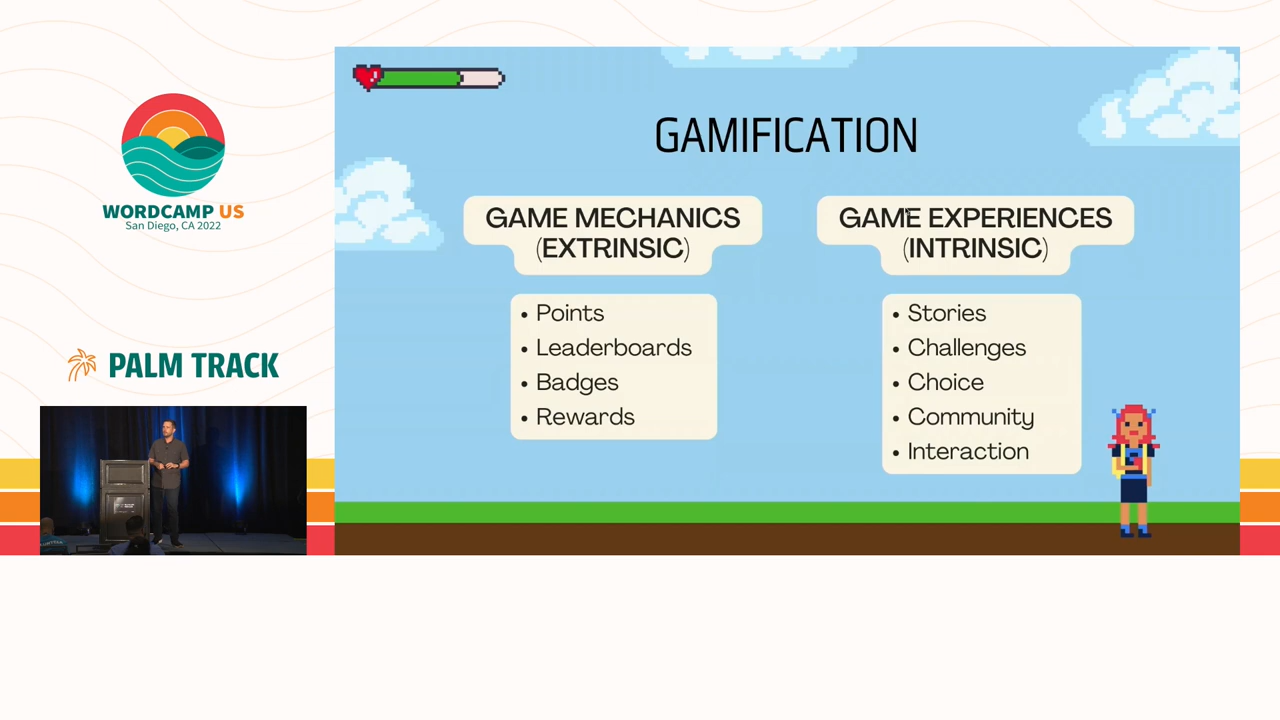 WORDCAMP US
San Diego, CA 2022
PALM TRACK
GAMIFICATION
GAME MECHANICS
(EXTRINSIC)
• Points
• Leaderboards
• Badges
• Rewards
GAME EXPERIENCES
(INTRINSIC)
• Stories
• Challenges
• Choice
• Community
• Interaction